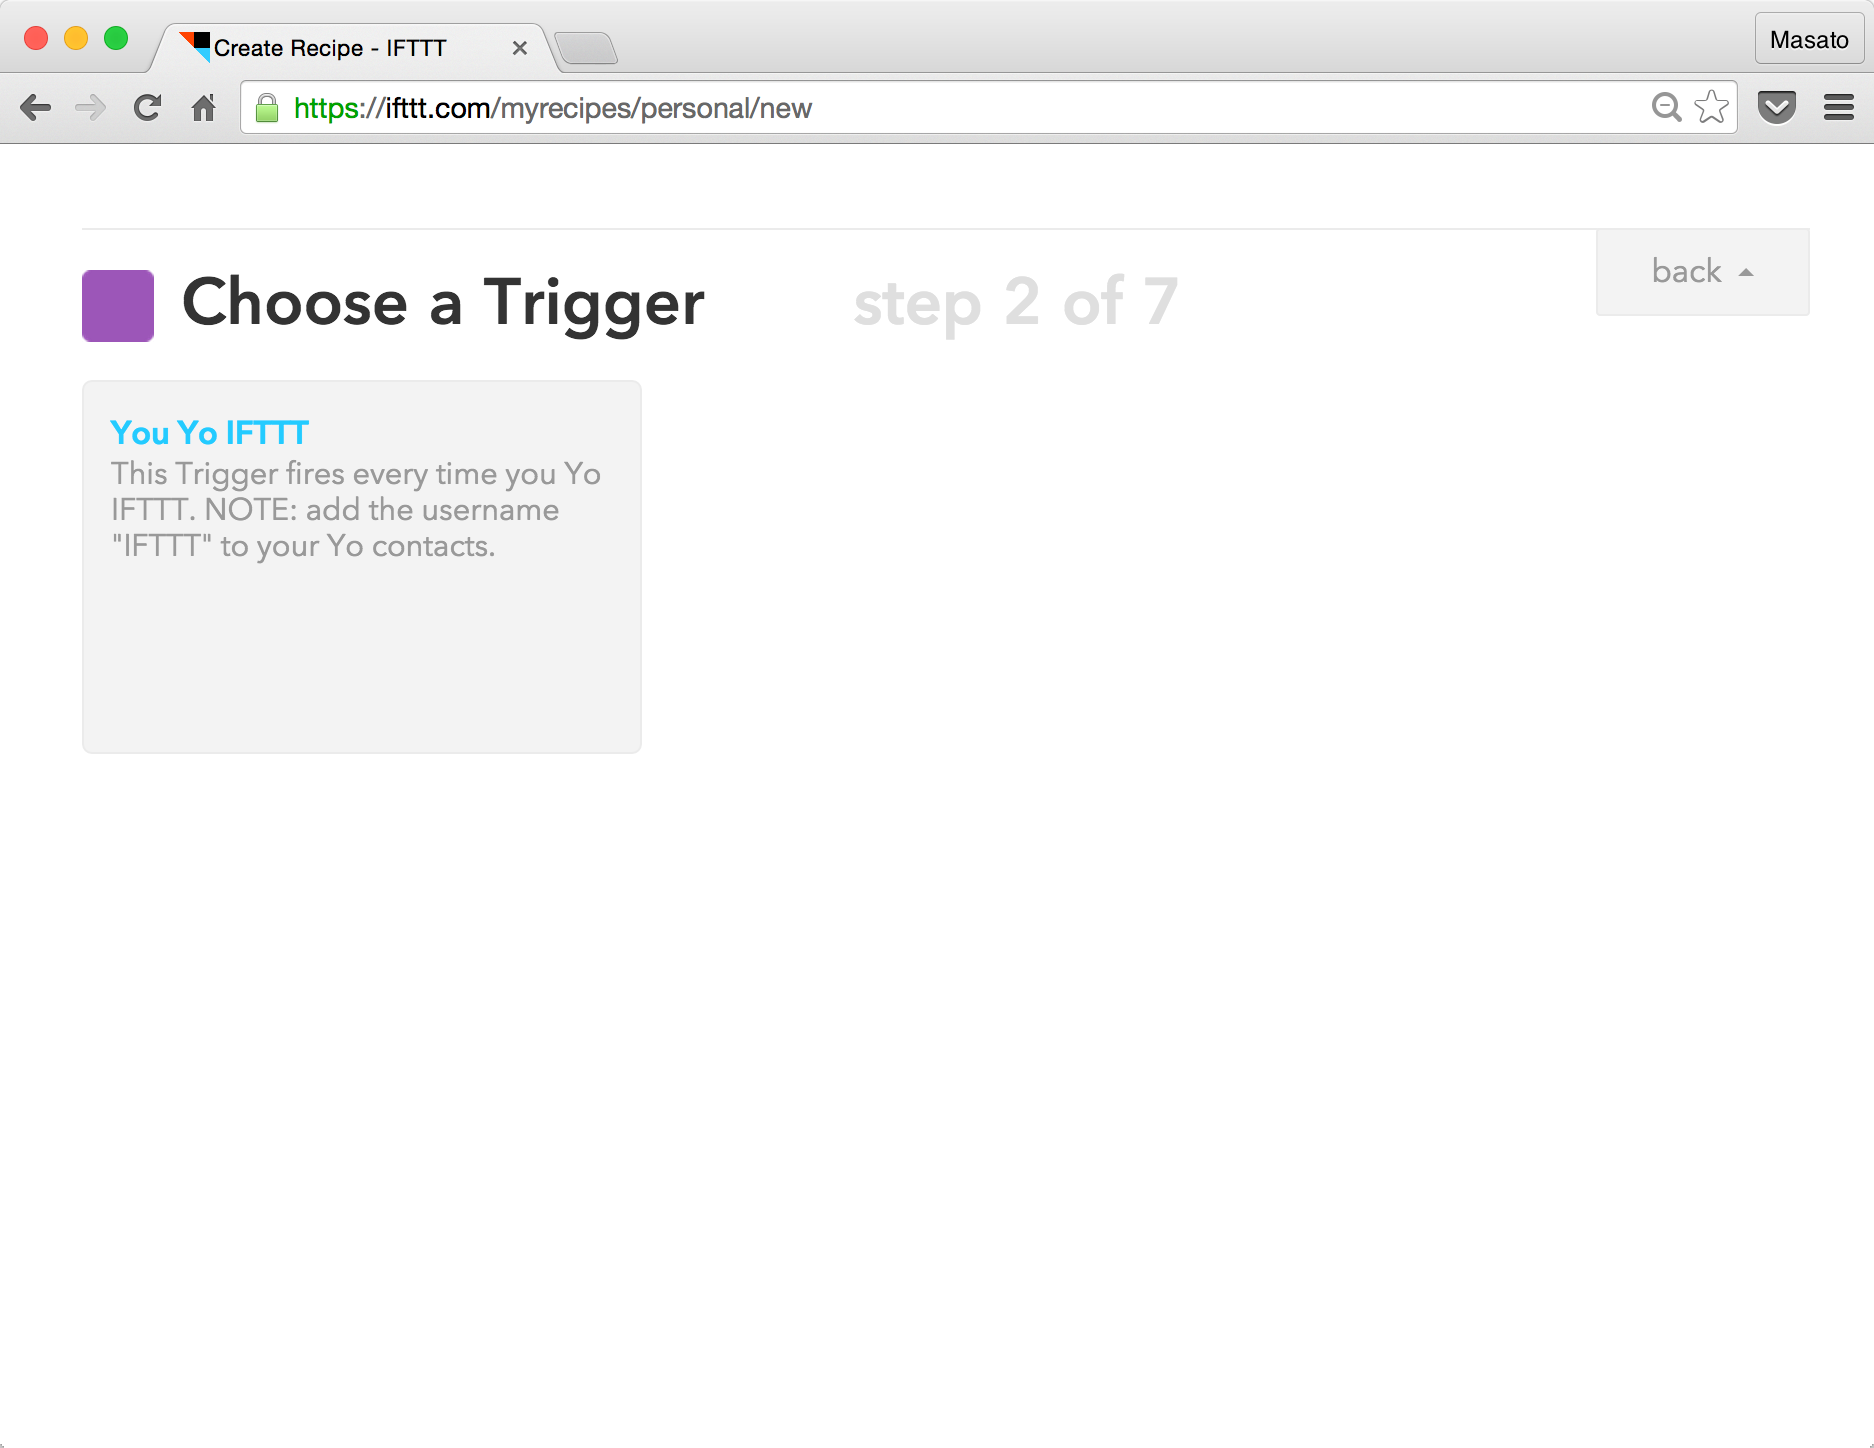 Create Recipe - IFTTT
Masato
https://ifttt.com/myrecipes/personal/new
Choose a Trigger
step 2 of 7
back
You Yo IFTTT
This Trigger fires every time you Yo
IFTTT. NOTE: add the username
"IFTTT" to your Yo contacts.